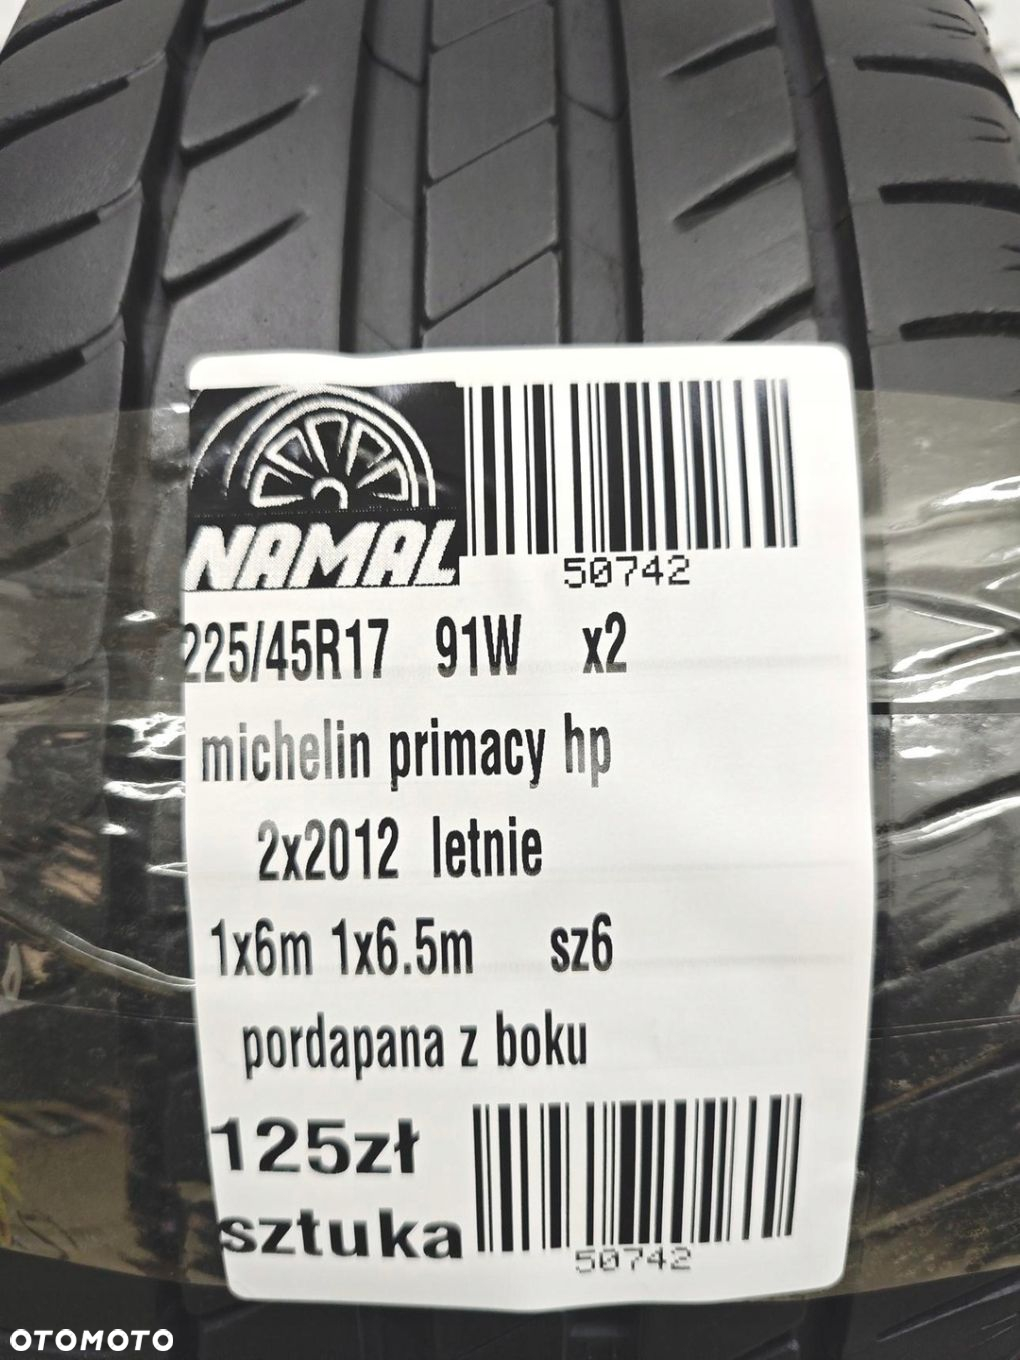 NAMAL
50742
225/45R17 91W x2
michelin primacy hp
2x2012 letnie
1x6m 1x6.5m sz6
pordapana z boku
125zł
sztuka
50742
OTOMOTO